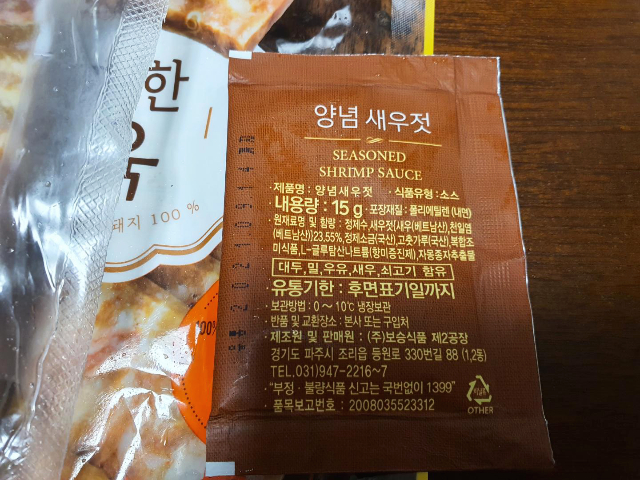 한
육
돼지 100 %
100%
양념 새우젓
SEASONED
SHRIMP SAUCE
· 제품명 : 양념새우젓 · 식품유형 : 소스
· 내용량 : 15 g · 포장재질 : 폴리에틸렌 (내면)
· 원재료명 및 함량 : 정제수,새우젓{새우(베트남산),천일염
(베트남산)}23.55%,정제소금(국산),고춧가루(국산),복합조
미식품,L-글루탐산나트륨(향미증진제),자몽종자추출물
대두,밀,우유,새우,쇠고기 함유
· 유통기한 : 후면표기일까지
· 보관방법 : 0 ~ 10℃ 냉장보관
· 반품 및 교환장소 : 본사 또는 구입처
· 제조원 및 판매원 : (주)보승식품 제2공장
경기도 파주시 조리읍 등원로 330번길 88 (1,2동)
TEL.031)947-2216~7
· “부정 · 불량식품 신고는 국번없이 1399”
· 품목보고번호 : 2008035523312
OTHER
20210914